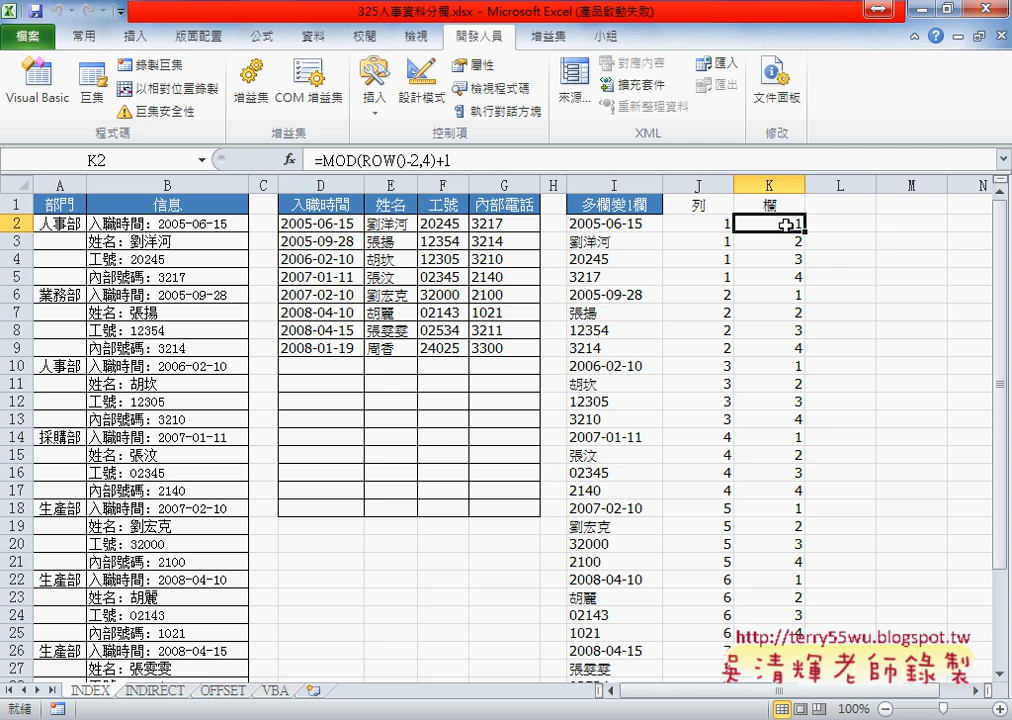 325人事資料分欄.xlsx - Microsoft Excel (產品啟動失敗)
檔案 常用 插入 版面配置 公式 資料 校閱 檢視 開發人員 增益集 小組
Visual Basic 巨集 錄製巨集 以相對位置錄製 巨集安全性 程式碼
增益集 COM 增益集 增益集
插入 設計模式 屬性 檢視程式碼 執行對話方塊 控制項
來源... 對應內容 擴充套件 重新整理資料 匯入 匯出 XML
文件面板 修改
K2 fx =MOD(ROW()-2,4)+1
A B C D E F G H I J K L M N
1 部門 信息 入職時間 姓名 工號 內部電話 多欄變1欄 列 欄
2 人事部 入職時間：2005-06-15 2005-06-15 劉洋河 20245 3217 2005-06-15 1 1
3 姓名：劉洋河 2005-09-28 張揚 12354 3214 劉洋河 1 2
4 工號：20245 2006-02-10 胡坎 12305 3210 20245 1 3
5 內部號碼：3217 2007-01-11 張汶 02345 2140 3217 1 4
6 業務部 入職時間：2005-09-28 2007-02-10 劉宏克 32000 2100 2005-09-28 2 1
7 姓名：張揚 2008-04-10 胡麗 02143 1021 張揚 2 2
8 工號：12354 2008-04-15 張雯雯 02534 3211 12354 2 3
9 內部號碼：3214 2008-01-19 周香 24025 3300 3214 2 4
10 人事部 入職時間：2006-02-10 2006-02-10 3 1
11 姓名：胡坎 胡坎 3 2
12 工號：12305 12305 3 3
13 內部號碼：3210 3210 3 4
14 採購部 入職時間：2007-01-11 2007-01-11 4 1
15 姓名：張汶 張汶 4 2
16 工號：02345 02345 4 3
17 內部號碼：2140 2140 4 4
18 生產部 入職時間：2007-02-10 2007-02-10 5 1
19 姓名：劉宏克 劉宏克 5 2
20 工號：32000 32000 5 3
21 內部號碼：2100 2100 5 4
22 生產部 入職時間：2008-04-10 2008-04-10 6 1
23 姓名：胡麗 胡麗 6 2
24 工號：02143 02143 6 3
25 內部號碼：1021 1021 6 4
26 生產部 入職時間：2008-04-15 2008-04-15
27 姓名：張雯雯 張雯雯
http://terry55wu.blogspot.tw
吳清輝老師錄製
INDEX INDIRECT OFFSET VBA
就緒 100%